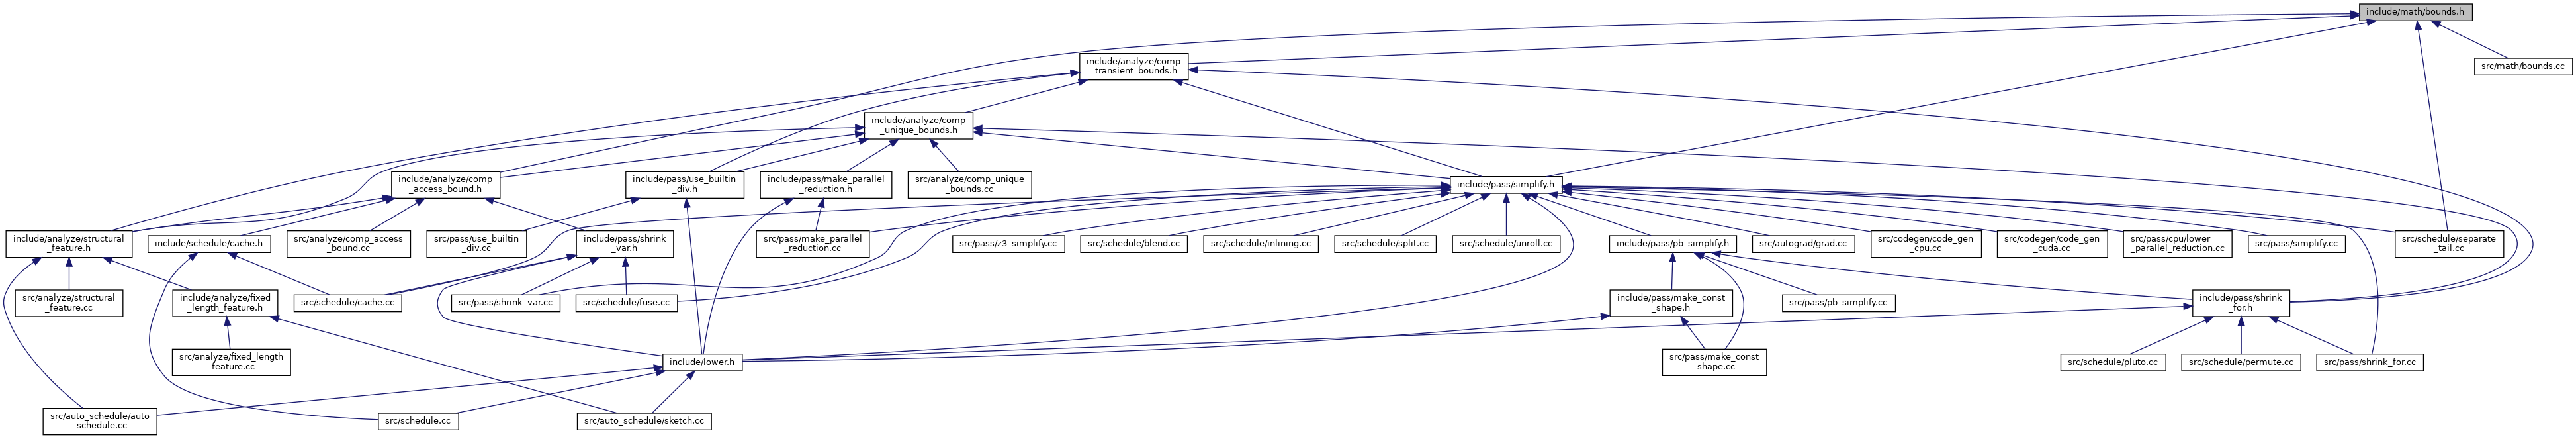 include/math/bounds.h
include/analyze/comp
_transient_bounds.h
src/math/bounds.cc
include/analyze/comp
_unique_bounds.h
include/analyze/comp
_access_bound.h
include/pass/use_builtin
_div.h
include/pass/make_parallel
_reduction.h
src/analyze/comp_unique
_bounds.cc
include/pass/simplify.h
include/analyze/structural
_feature.h
include/schedule/cache.h
src/analyze/comp_access
_bound.cc
src/pass/use_builtin
_div.cc
include/pass/shrink
_var.h
src/pass/make_parallel
_reduction.cc
src/pass/z3_simplify.cc
src/schedule/blend.cc
src/schedule/inlining.cc
src/schedule/split.cc
src/schedule/unroll.cc
include/pass/pb_simplify.h
src/autograd/grad.cc
src/codegen/code_gen
_cpu.cc
src/codegen/code_gen
_cuda.cc
src/pass/cpu/lower
_parallel_reduction.cc
src/pass/simplify.cc
src/schedule/separate
_tail.cc
src/analyze/structural
_feature.cc
include/analyze/fixed
_length_feature.h
src/schedule/cache.cc
src/pass/shrink_var.cc
src/schedule/fuse.cc
include/pass/make_const
_shape.h
src/pass/pb_simplify.cc
include/pass/shrink
_for.h
src/analyze/fixed_length
_feature.cc
include/lower.h
src/pass/make_const
_shape.cc
src/schedule/pluto.cc
src/schedule/permute.cc
src/pass/shrink_for.cc
src/auto_schedule/auto
_schedule.cc
src/schedule.cc
src/auto_schedule/sketch.cc